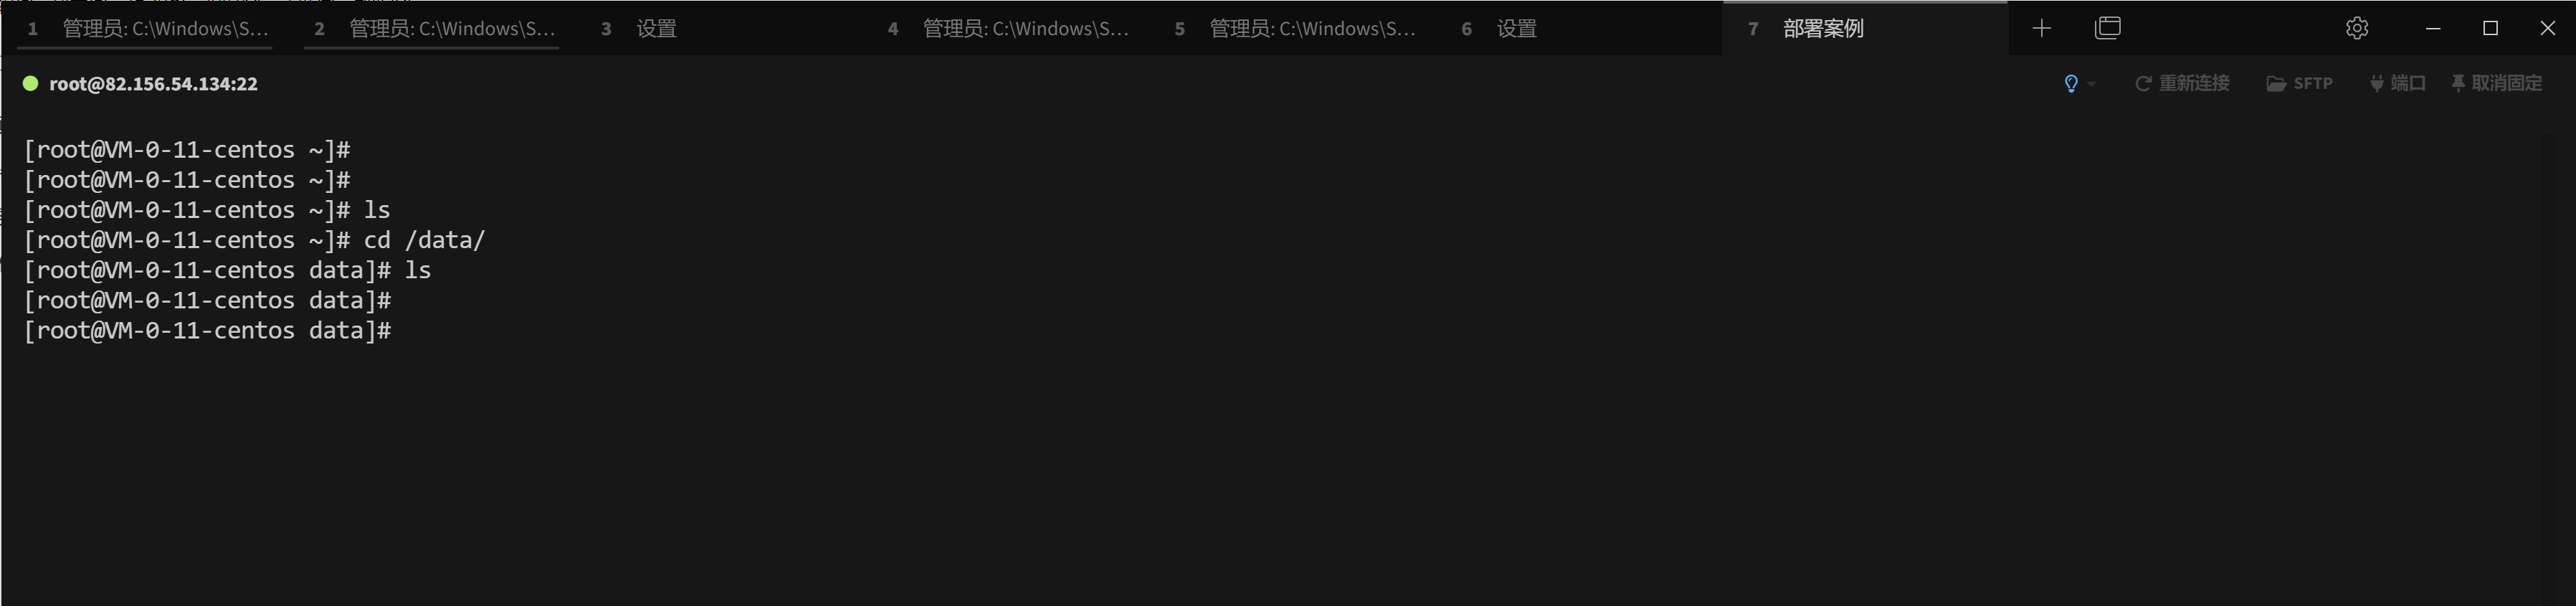 1 管理员: C:\Windows\S... 2 管理员: C:\Windows\S... 3 设置 4 管理员: C:\Windows\S... 5 管理员: C:\Windows\S... 6 设置 7 部署案例
root@82.156.54.134:22 重新连接 SFTP 端口 取消固定
[root@VM-0-11-centos ~]#
[root@VM-0-11-centos ~]#
[root@VM-0-11-centos ~]# ls
[root@VM-0-11-centos ~]# cd /data/
[root@VM-0-11-centos data]# ls
[root@VM-0-11-centos data]#
[root@VM-0-11-centos data]#